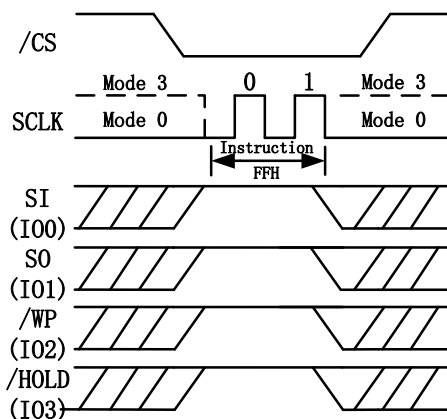 /CS
Mode 3 0 1 Mode 3
SCLK Mode 0 Mode 0
Instruction
FFH
SI
(IO0)
SO
(IO1)
/WP
(IO2)
/HOLD
(IO3)